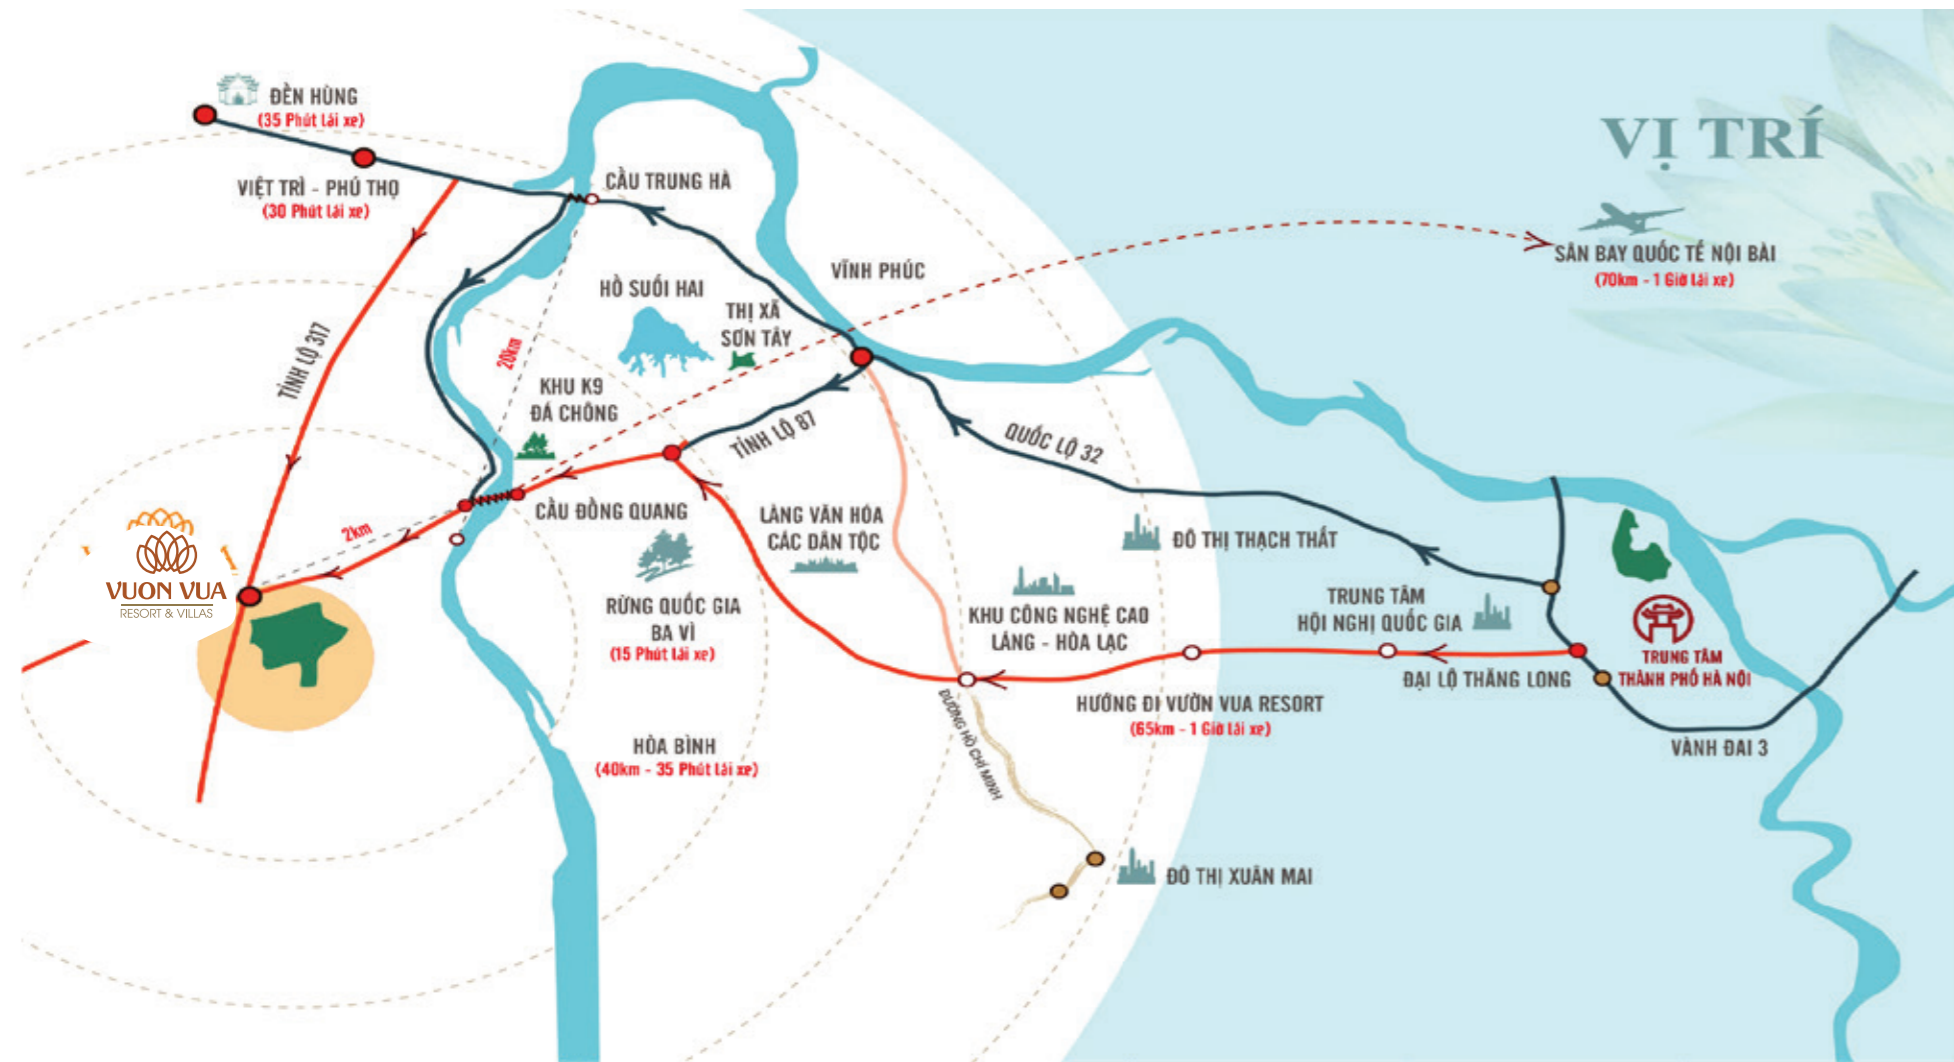 VỊ TRÍ
ĐỀN HÙNG
(35 Phút lái xe)
VIỆT TRÌ - PHÚ THỌ
(30 Phút lái xe)
CẦU TRUNG HÀ
VĨNH PHÚC
SÂN BAY QUỐC TẾ NỘI BÀI
(70km - 1 Giờ lái xe)
HỒ SUỐI HAI
THỊ XÃ
SƠN TÂY
TỈNH LỘ 317
20km
KHU K9
ĐÁ CHÔNG
TỈNH LỘ 87
QUỐC LỘ 32
2km
CẦU ĐỒNG QUANG
LÀNG VĂN HÓA
CÁC DÂN TỘC
ĐÔ THỊ THẠCH THẤT
VUON VUA
RESORT & VILLAS
RỪNG QUỐC GIA
BA VÌ
(15 Phút lái xe)
KHU CÔNG NGHỆ CAO
LÁNG - HÒA LẠC
TRUNG TÂM
HỘI NGHỊ QUỐC GIA
TRUNG TÂM
THÀNH PHỐ HÀ NỘI
ĐẠI LỘ THĂNG LONG
HƯỚNG ĐI VƯỜN VUA RESORT
(65km - 1 Giờ lái xe)
ĐƯỜNG HỒ CHÍ MINH
HÒA BÌNH
(40km - 35 Phút lái xe)
VÀNH ĐAI 3
ĐÔ THỊ XUÂN MAI